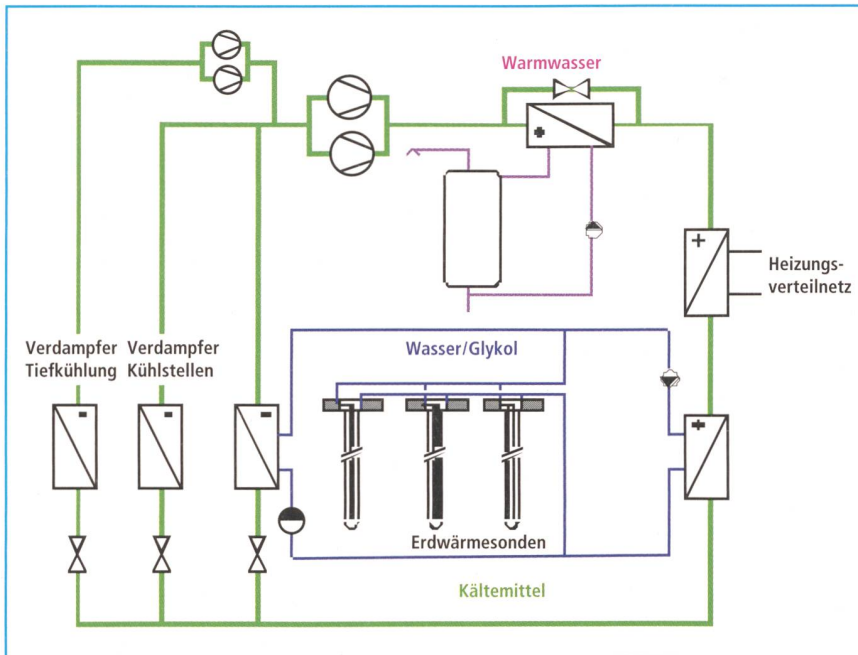 Warmwasser
Heizungs-
verteilnetz
Verdampfer
Tiefkühlung
Verdampfer
Kühlstellen
Wasser/Glykol
Erdwärmesonden
Kältemittel